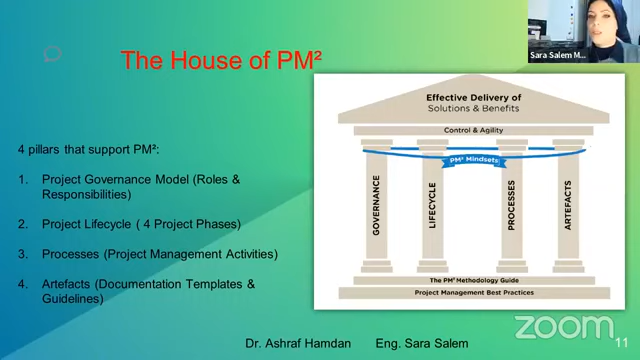 The House of PM²
Sara Salem M...
4 pillars that support PM²:
1. Project Governance Model (Roles &
Responsibilities)
2. Project Lifecycle ( 4 Project Phases)
3. Processes (Project Management Activities)
4. Artefacts (Documentation Templates &
Guidelines)
Effective Delivery of
Solutions & Benefits
Control & Agility
PM² Mindsets
GOVERNANCE
LIFECYCLE
PROCESSES
ARTEFACTS
The PM² Methodology Guide
Project Management Best Practices
Dr. Ashraf Hamdan Eng. Sara Salem
zoom
11